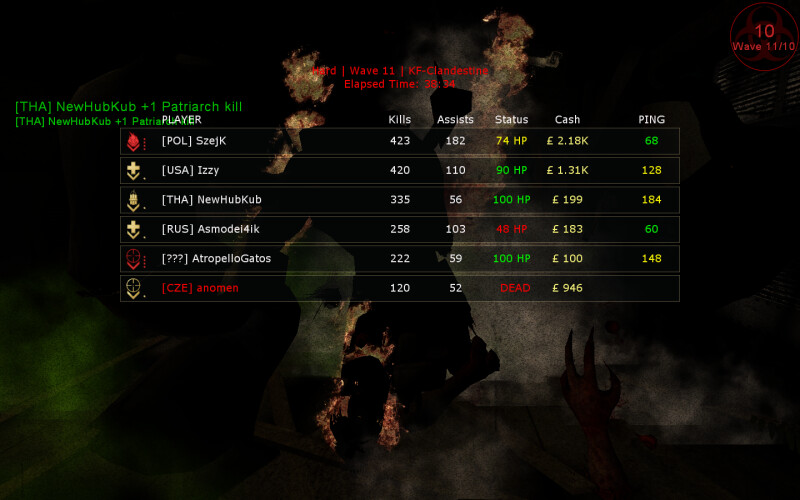 10
Wave 11/10
Hard | Wave 11 | KF-Clandestine
Elapsed Time: 38:34
[THA] NewHubKub +1 Patriarch kill
[THA] NewHubKub +1 Patriarch kill
PLAYER Kills Assists Status Cash PING
[POL] SzejK 423 182 74 HP £ 2.18K 68
[USA] Izzy 420 110 90 HP £ 1.31K 128
[THA] NewHubKub 335 56 100 HP £ 199 184
[RUS] Asmodei4ik 258 103 48 HP £ 183 60
[???] AtropelloGatos 222 59 100 HP £ 100 148
[CZE] anomen 120 52 DEAD £ 946